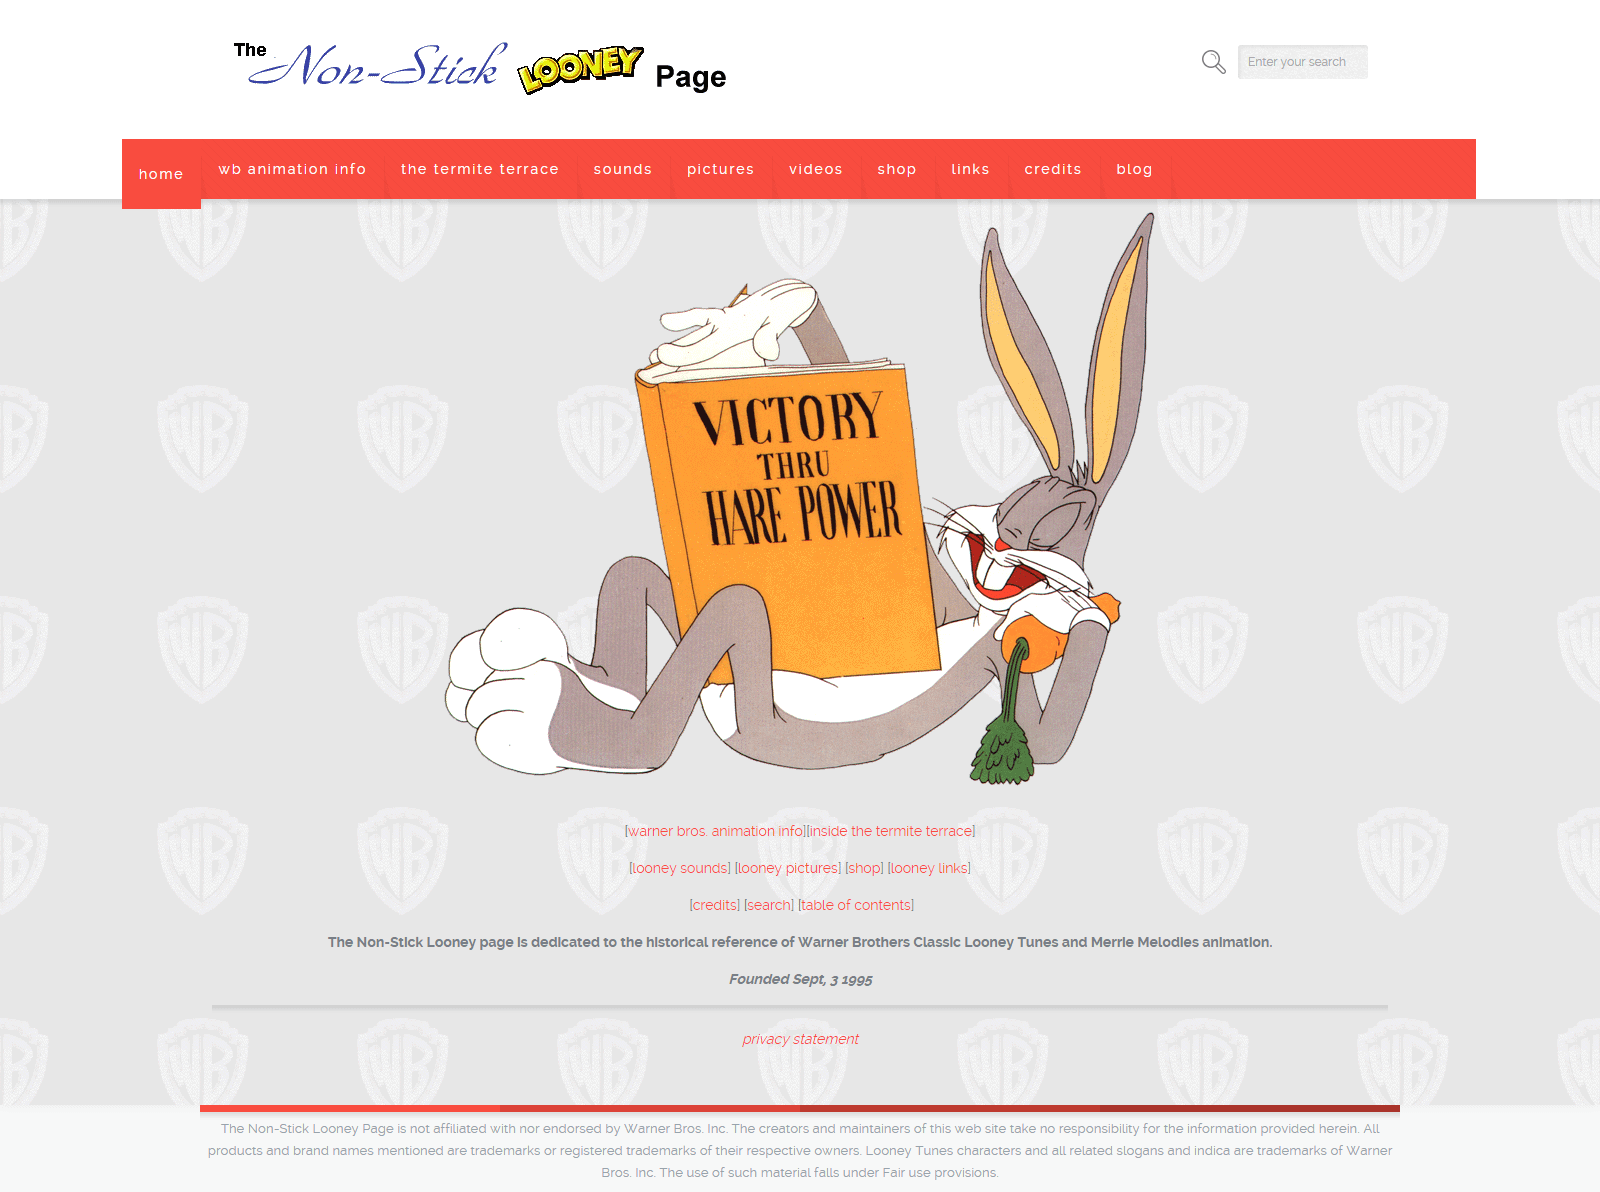 The Non-Stick LOONEY Page
Enter your search
home
wb animation info
the termite terrace
sounds
pictures
videos
shop
links
credits
blog
VICTORY
THRU
HARE POWER
[warner bros. animation info][inside the termite terrace]
[looney sounds] [looney pictures] [shop] [looney links]
[credits] [search] [table of contents]
The Non-Stick Looney page is dedicated to the historical reference of Warner Brothers Classic Looney Tunes and Merrie Melodies animation.
Founded Sept, 3 1995
privacy statement
The Non-Stick Looney Page is not affiliated with nor endorsed by Warner Bros. Inc. The creators and maintainers of this web site take no responsibility for the information provided herein. All
products and brand names mentioned are trademarks or registered trademarks of their respective owners. Looney Tunes characters and all related slogans and indica are trademarks of Warner
Bros. Inc. The use of such material falls under Fair use provisions.